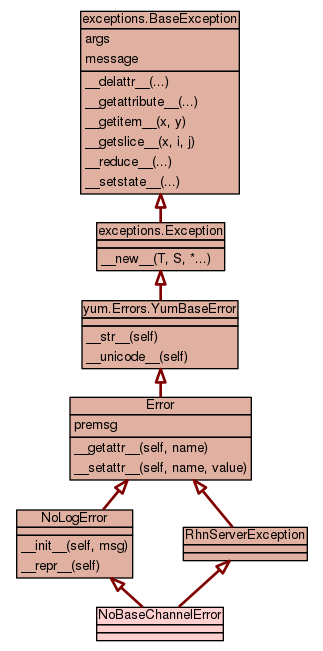 exceptions.BaseException
args
message
__delattr__(...)
__getattribute__(...)
__getitem__(x, y)
__getslice__(x, i, j)
__reduce__(...)
__setstate__(...)
exceptions.Exception
__new__(T, S, *...)
yum.Errors.YumBaseError
__str__(self)
__unicode__(self)
Error
premsg
__getattr__(self, name)
__setattr__(self, name, value)
NoLogError
__init__(self, msg)
__repr__(self)
RhnServerException
NoBaseChannelError